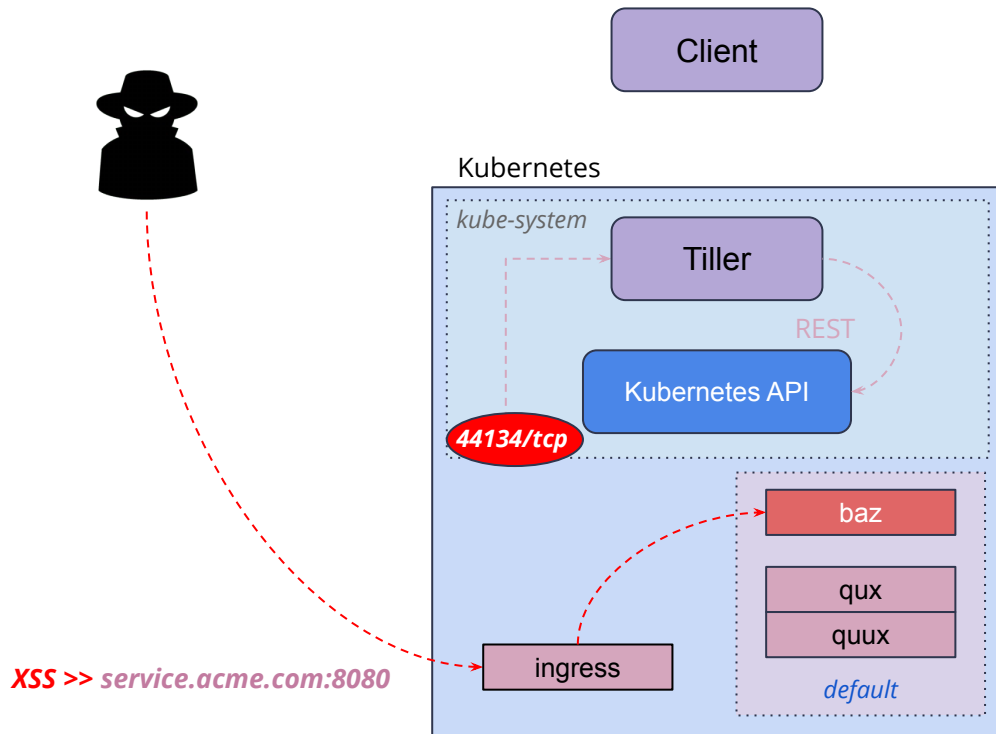 Client
Kubernetes
kube-system
Tiller
REST
Kubernetes API
44134/tcp
baz
qux
quux
ingress
XSS >> service.acme.com:8080
default